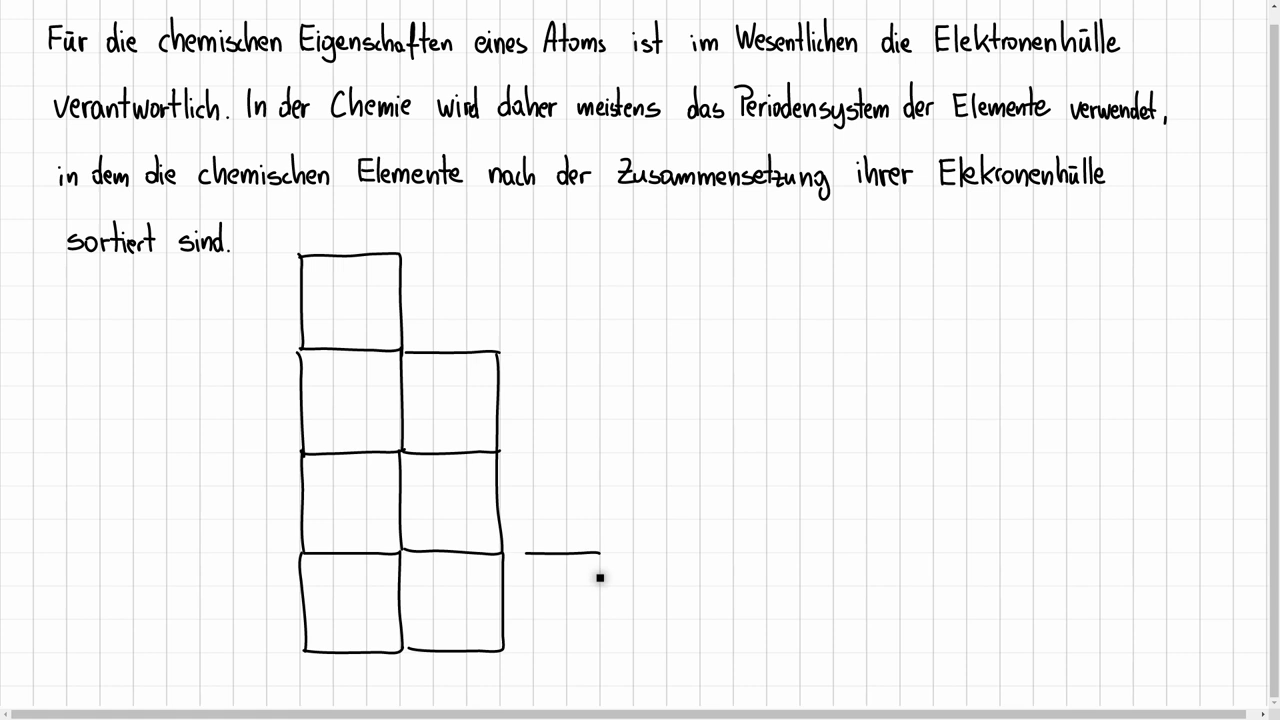 Für die chemischen Eigenschaften eines Atoms ist im Wesentlichen die Elektronenhülle
verantwortlich. In der Chemie wird daher meistens das Periodensystem der Elemente verwendet,
in dem die chemischen Elemente nach der Zusammensetzung ihrer Elekronenhülle
sortiert sind.